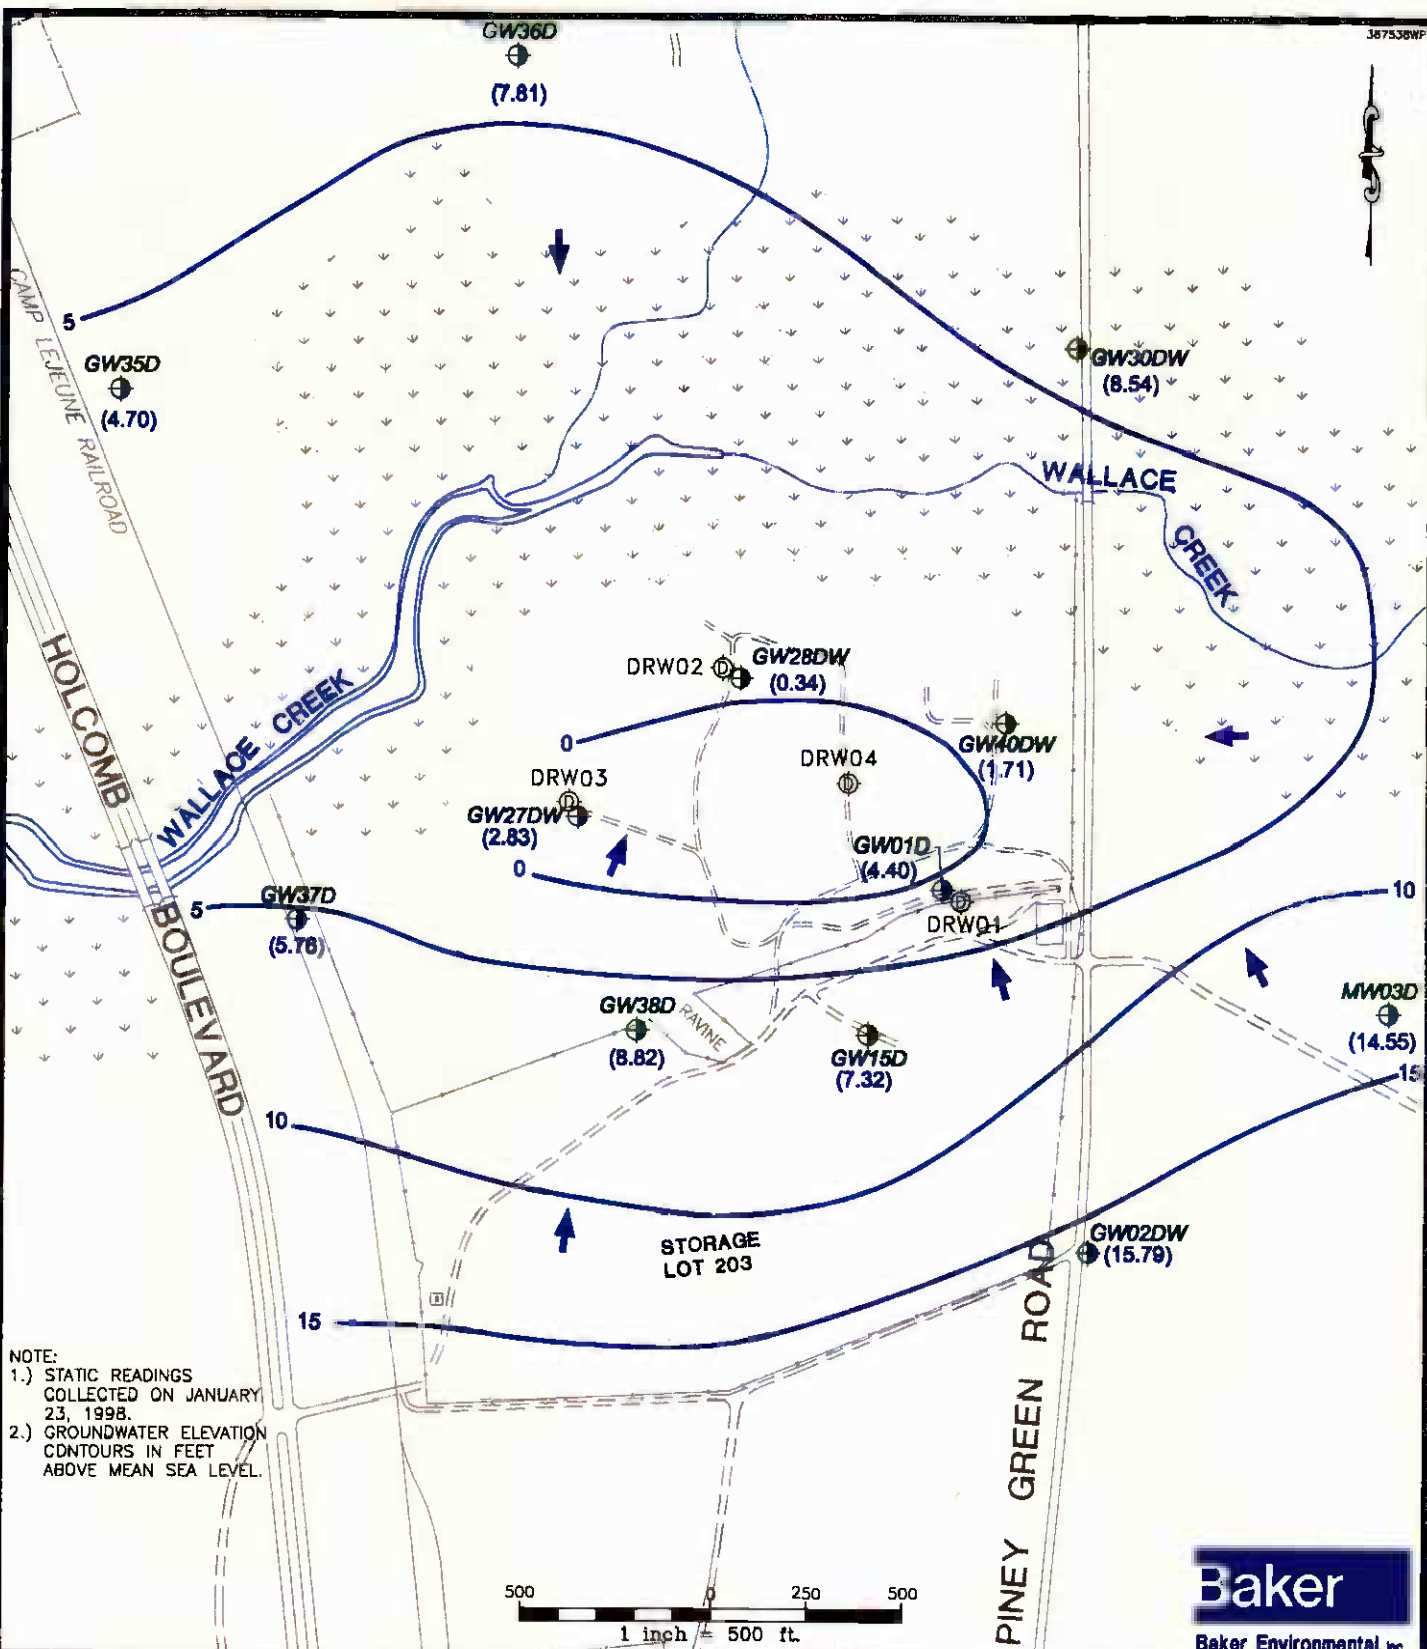 387538WP
GW36D
(7.81)
5
CAMP LEJEUNE RAILROAD
GW35D
(4.70)
GW30DW
(8.54)
WALLACE
CREEK
HOLCOMB
BOULEVARD
WALLACE CREEK
DRW02
D
GW28DW
(0.34)
0
DRW04
D
GW40DW
(1.71)
DRW03
D
GW27DW
(2.83)
0
GW01D
(4.40)
D
DRW01
10
GW37D
5
(5.76)
GW38D
(8.82)
RAVINE
GW15D
(7.32)
MW03D
(14.55)
15
10
STORAGE
LOT 203
GW02DW
(15.79)
15
PINEY GREEN ROAD
NOTE:
1.) STATIC READINGS
COLLECTED ON JANUARY
23, 1998.
2.) GROUNDWATER ELEVATION
CONTOURS IN FEET
ABOVE MEAN SEA LEVEL.
500 0 250 500
1 inch = 500 ft.
Baker
Baker Environmental, Inc.